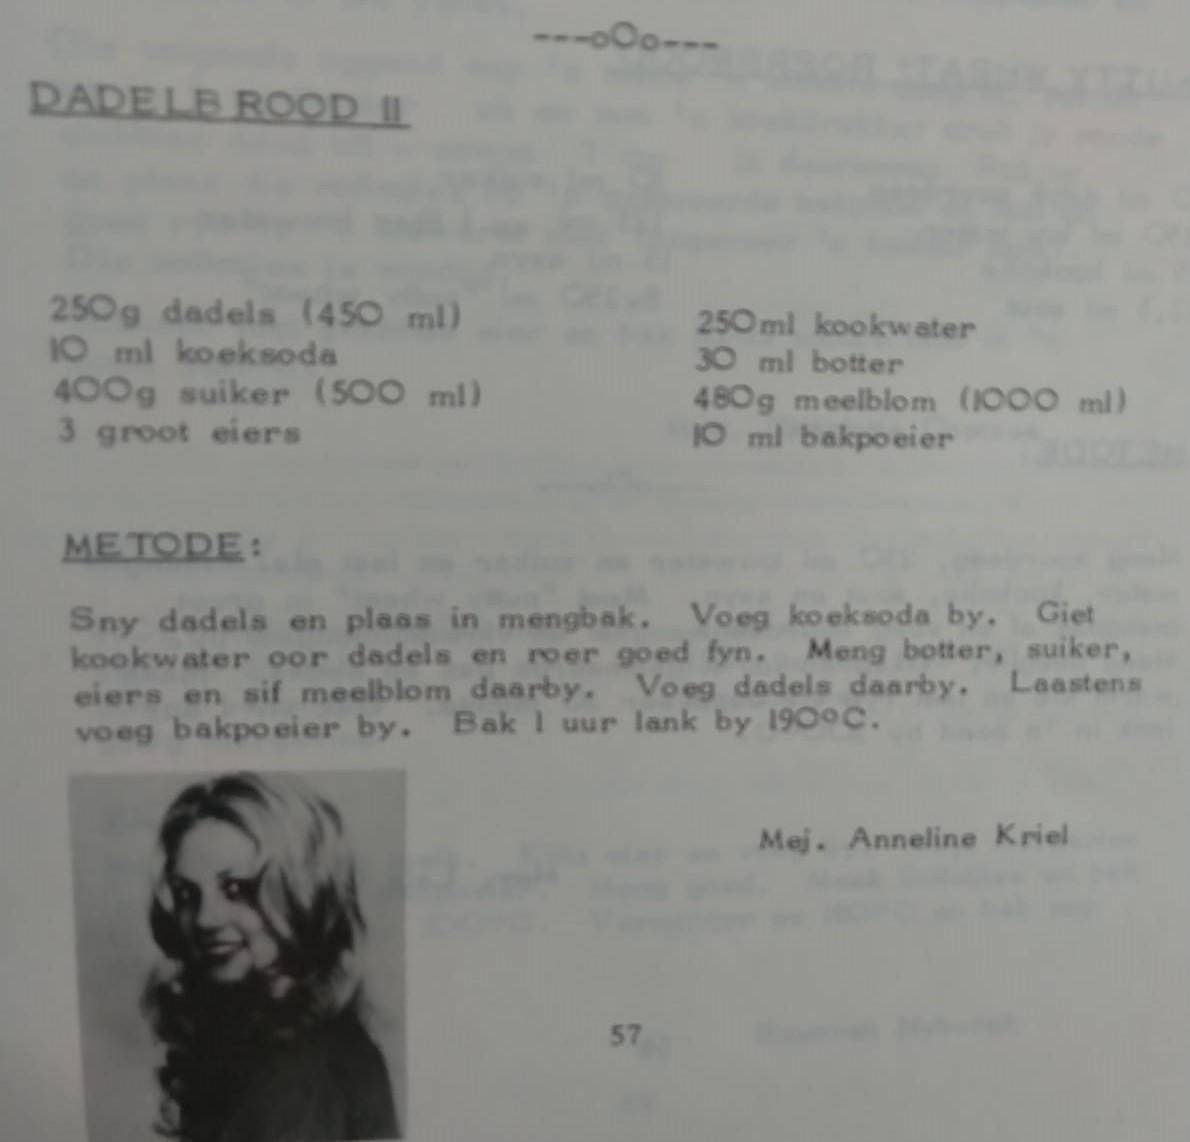 ---oOo---
DADELBROOD II
250g dadels (450 ml)
10 ml koeksoda
400g suiker (500 ml)
3 groot eiers
250ml kookwater
30 ml botter
480g meelblom (1000 ml)
10 ml bakpoeier
METODE:
Sny dadels en plaas in mengbak. Voeg koeksoda by. Giet
kookwater oor dadels en roer goed fyn. Meng botter, suiker,
eiers en sif meelblom daarby. Voeg dadels daarby. Laastens
voeg bakpoeier by. Bak 1 uur lank by 190°C.
Mej. Anneline Kriel
57